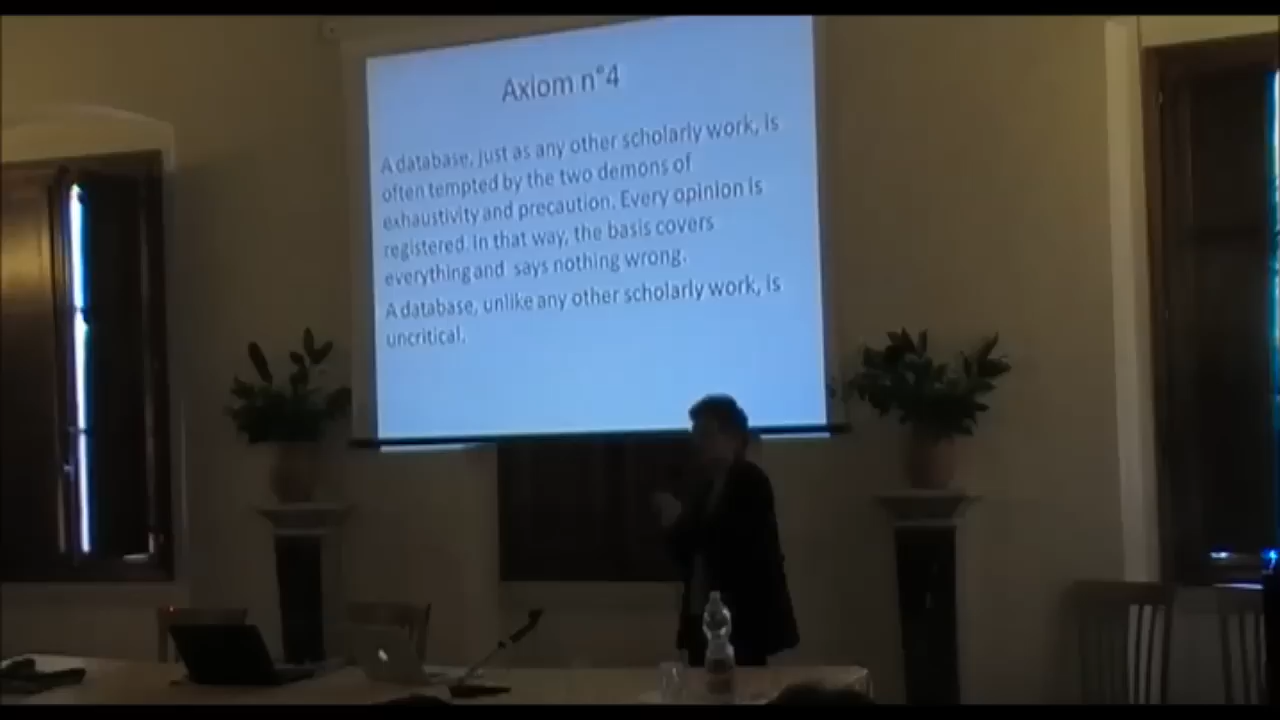 Axiom n°4
A database, just as any other scholarly work, is
often tempted by the two demons of
exhaustivity and precaution. Every opinion is
registered. In that way, the basis covers
everything and says nothing wrong.
A database, unlike any other scholarly work, is
uncritical.